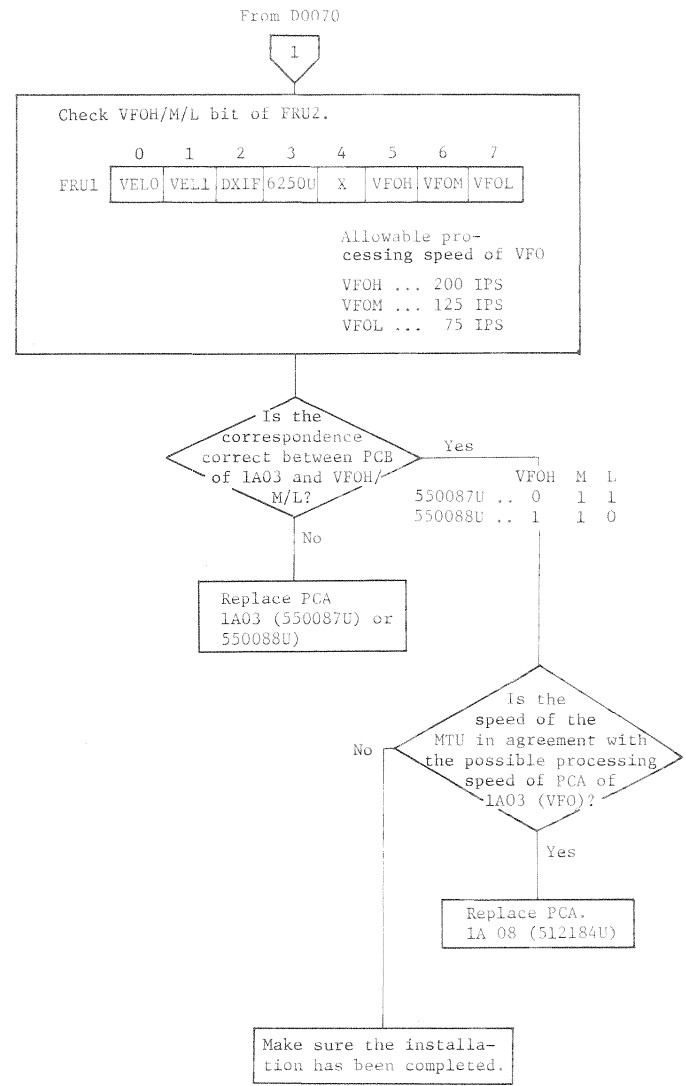 From D0070
1
Check VFOH/M/L bit of FRU2.
0 1 2 3 4 5 6 7
FRU1 VEL0 VEL1 DXIF 6250U X VFOH VFOM VFOL
Allowable pro-
cessing speed of VFO
VFOH ... 200 IPS
VFOM ... 125 IPS
VFOL ... 75 IPS
Is the
correspondence
correct between PCB
of 1A03 and VFOH/
M/L?
Yes
VFOH M L
550087U .. 0 1 1
550088U .. 1 1 0
No
Replace PCA
1A03 (550087U) or
550088U)
Is the
speed of the
MTU in agreement with
the possible processing
speed of PCA of
1A03 (VFO)?
No
Yes
Replace PCA.
1A 08 (512184U)
Make sure the installa-
tion has been completed.